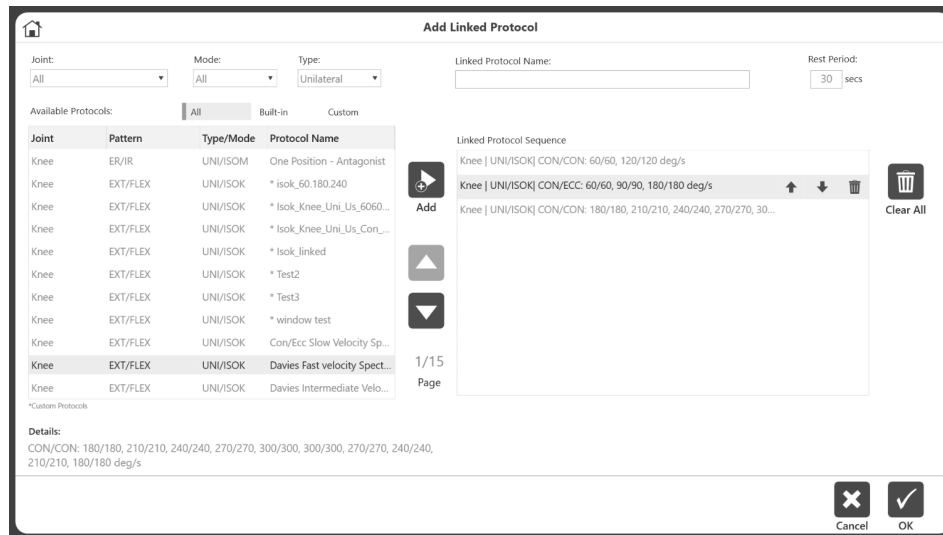 Add Linked Protocol
Joint: Mode: Type: Linked Protocol Name: Rest Period:
All All Unilateral 30 secs
Available Protocols: All Built-in Custom
Joint Pattern Type/Mode Protocol Name
Knee ER/IR UNI/ISOM One Position - Antagonist
Knee EXT/FLEX UNI/ISOK * isok_60.180.240
Knee EXT/FLEX UNI/ISOK * Isok_Knee_Uni_Us_6060...
Knee EXT/FLEX UNI/ISOK * Isok_Knee_Uni_Us_Con_...
Knee EXT/FLEX UNI/ISOK * Isok_linked
Knee EXT/FLEX UNI/ISOK * Test2
Knee EXT/FLEX UNI/ISOK * Test3
Knee EXT/FLEX UNI/ISOK * window test
Knee EXT/FLEX UNI/ISOK Con/Ecc Slow Velocity Sp...
Knee EXT/FLEX UNI/ISOK Davies Fast velocity Spect...
Knee EXT/FLEX UNI/ISOK Davies Intermediate Velo...
*Custom Protocols
Add
1/15
Page
Linked Protocol Sequence
Knee | UNI/ISOK| CON/CON: 60/60, 120/120 deg/s
Knee | UNI/ISOK| CON/ECC: 60/60, 90/90, 180/180 deg/s
Knee | UNI/ISOK| CON/CON: 180/180, 210/210, 240/240, 270/270, 30...
Clear All
Details:
CON/CON: 180/180, 210/210, 240/240, 270/270, 300/300, 300/300, 270/270, 240/240,
210/210, 180/180 deg/s
Cancel OK